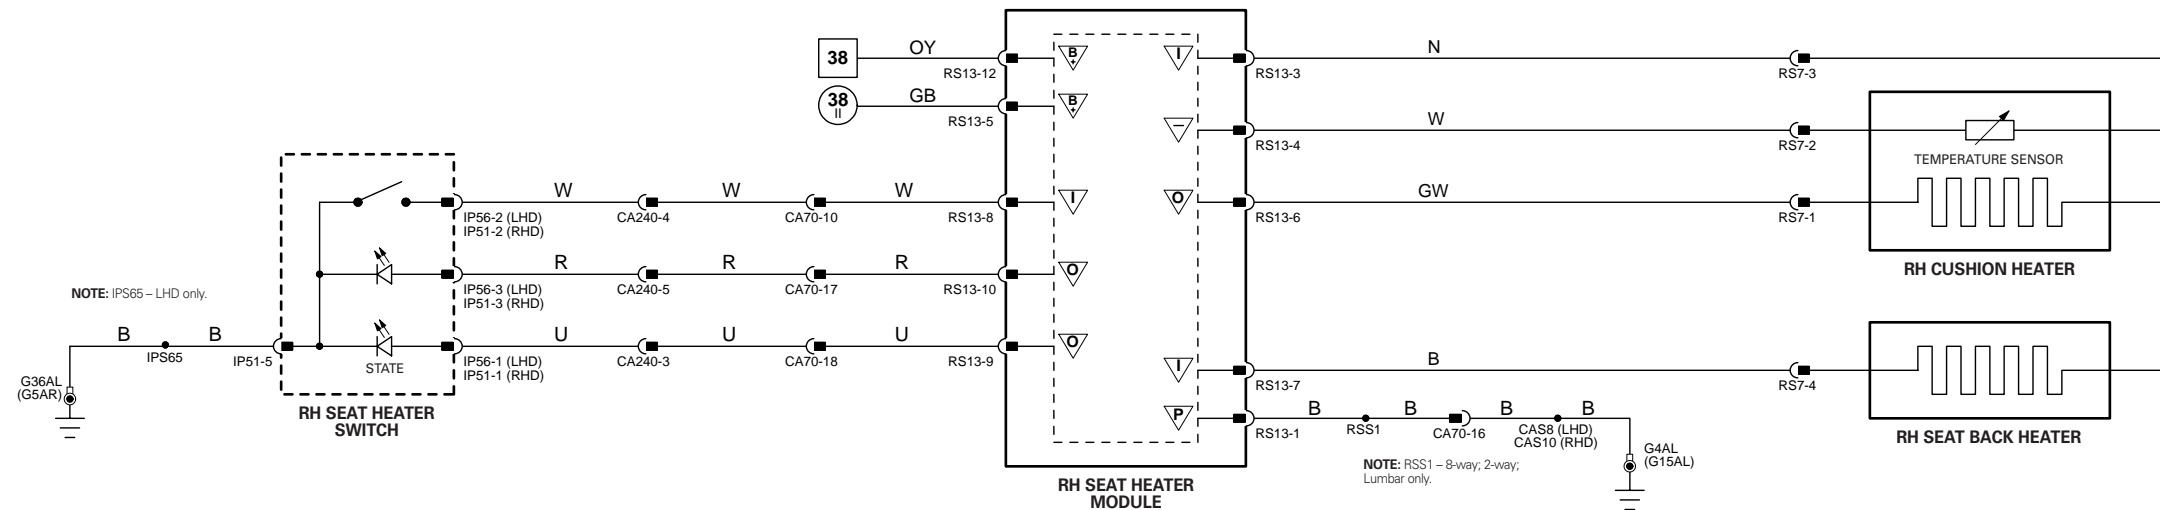 38
OY
RS13-12
B
+
I
RS13-3
N
RS7-3
38
II
GB
RS13-5
B
+
–
RS13-4
W
RS7-2
TEMPERATURE SENSOR
W
W
W
IP56-2 (LHD)
IP51-2 (RHD)
CA240-4
CA70-10
RS13-8
I
O
RS13-6
GW
RS7-1
RH CUSHION HEATER
R
R
R
IP56-3 (LHD)
IP51-3 (RHD)
CA240-5
CA70-17
RS13-10
O
NOTE: IPS65 – LHD only.
B
B
IPS65
IP51-5
STATE
U
U
U
IP56-1 (LHD)
IP51-1 (RHD)
CA240-3
CA70-18
RS13-9
O
I
RS13-7
B
RS7-4
G36AL
(G5AR)
RH SEAT HEATER
SWITCH
P
RS13-1
B
RSS1
B
CA70-16
B
CAS8 (LHD)
CAS10 (RHD)
B
RH SEAT BACK HEATER
G4AL
(G15AL)
NOTE: RSS1 – 8-way; 2-way;
Lumbar only.
RH SEAT HEATER
MODULE